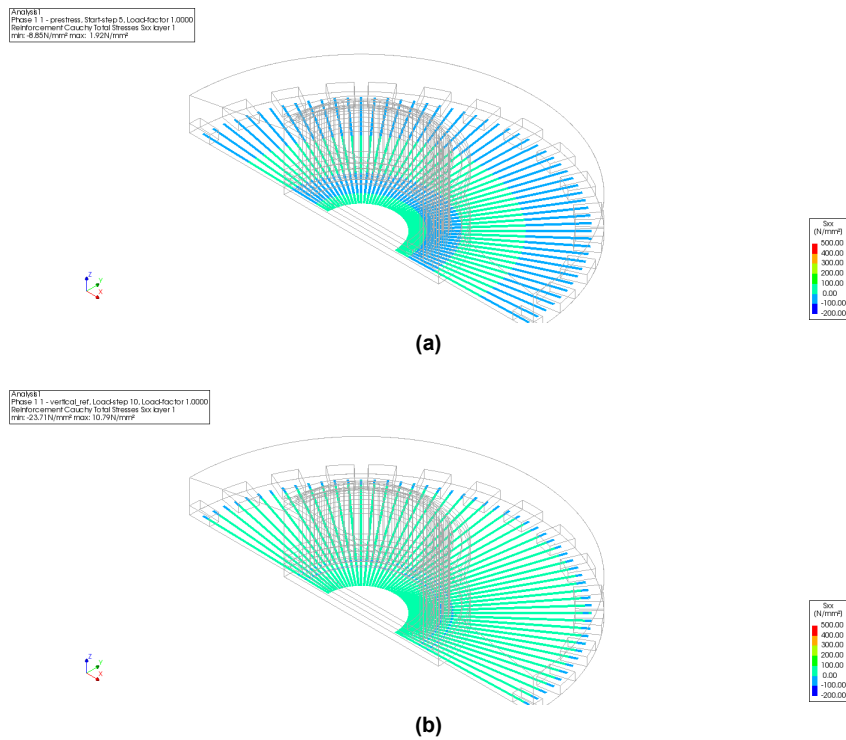 Analysis1
Phase 1 1 - prestress, Start-step 5, Load-factor 1.0000
Reinforcement Cauchy Total Stresses Sxx layer 1
min: -8.85N/mm² max: 1.92N/mm²
Sxx
(N/mm²)
500.00
400.00
300.00
200.00
100.00
0.00
-100.00
-200.00
Z
Y
X
(a)
Analysis1
Phase 1 1 - vertical_ref, Load-step 10, Load-factor 1.0000
Reinforcement Cauchy Total Stresses Sxx layer 1
min: -23.71N/mm² max: 10.79N/mm²
Sxx
(N/mm²)
500.00
400.00
300.00
200.00
100.00
0.00
-100.00
-200.00
Z
Y
X
(b)